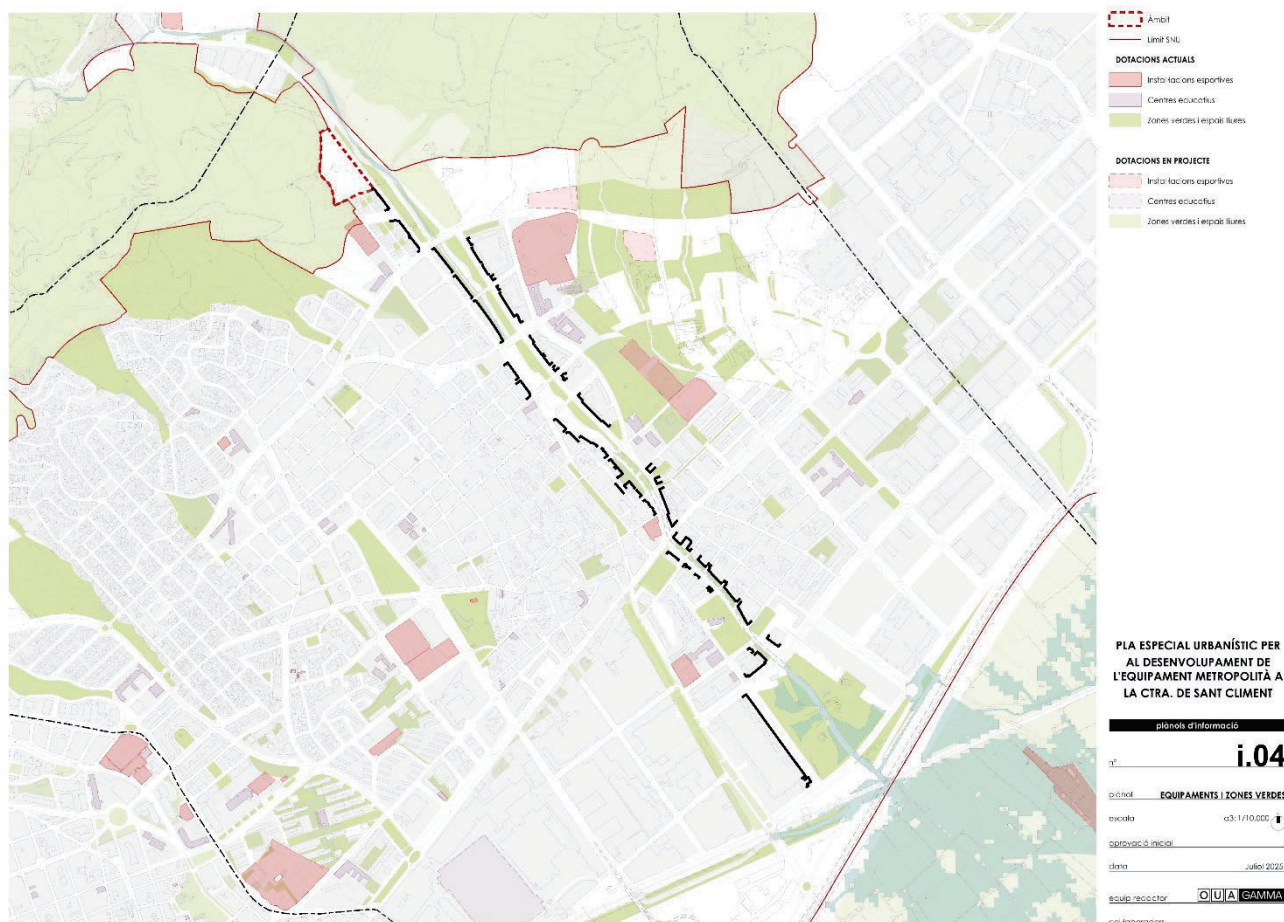 Àmbit
Límit SNU
DOTACIONS ACTUALS
Instal·lacions esportives
Centres educatius
Zones verdes i espais lliures
DOTACIONS EN PROJECTE
Instal·lacions esportives
Centres educatius
Zones verdes i espais lliures
PLA ESPECIAL URBANÍSTIC PER
AL DESENVOLUPAMENT DE
L'EQUIPAMENT METROPOLITÀ A
LA CTRA. DE SANT CLIMENT
plànols d'informació
nº i.04
plànol EQUIPAMENTS I ZONES VERDES
escala a3: 1/10.000
aprovació inicial
data Juliol 2025
equip redactor OUA GAMMA